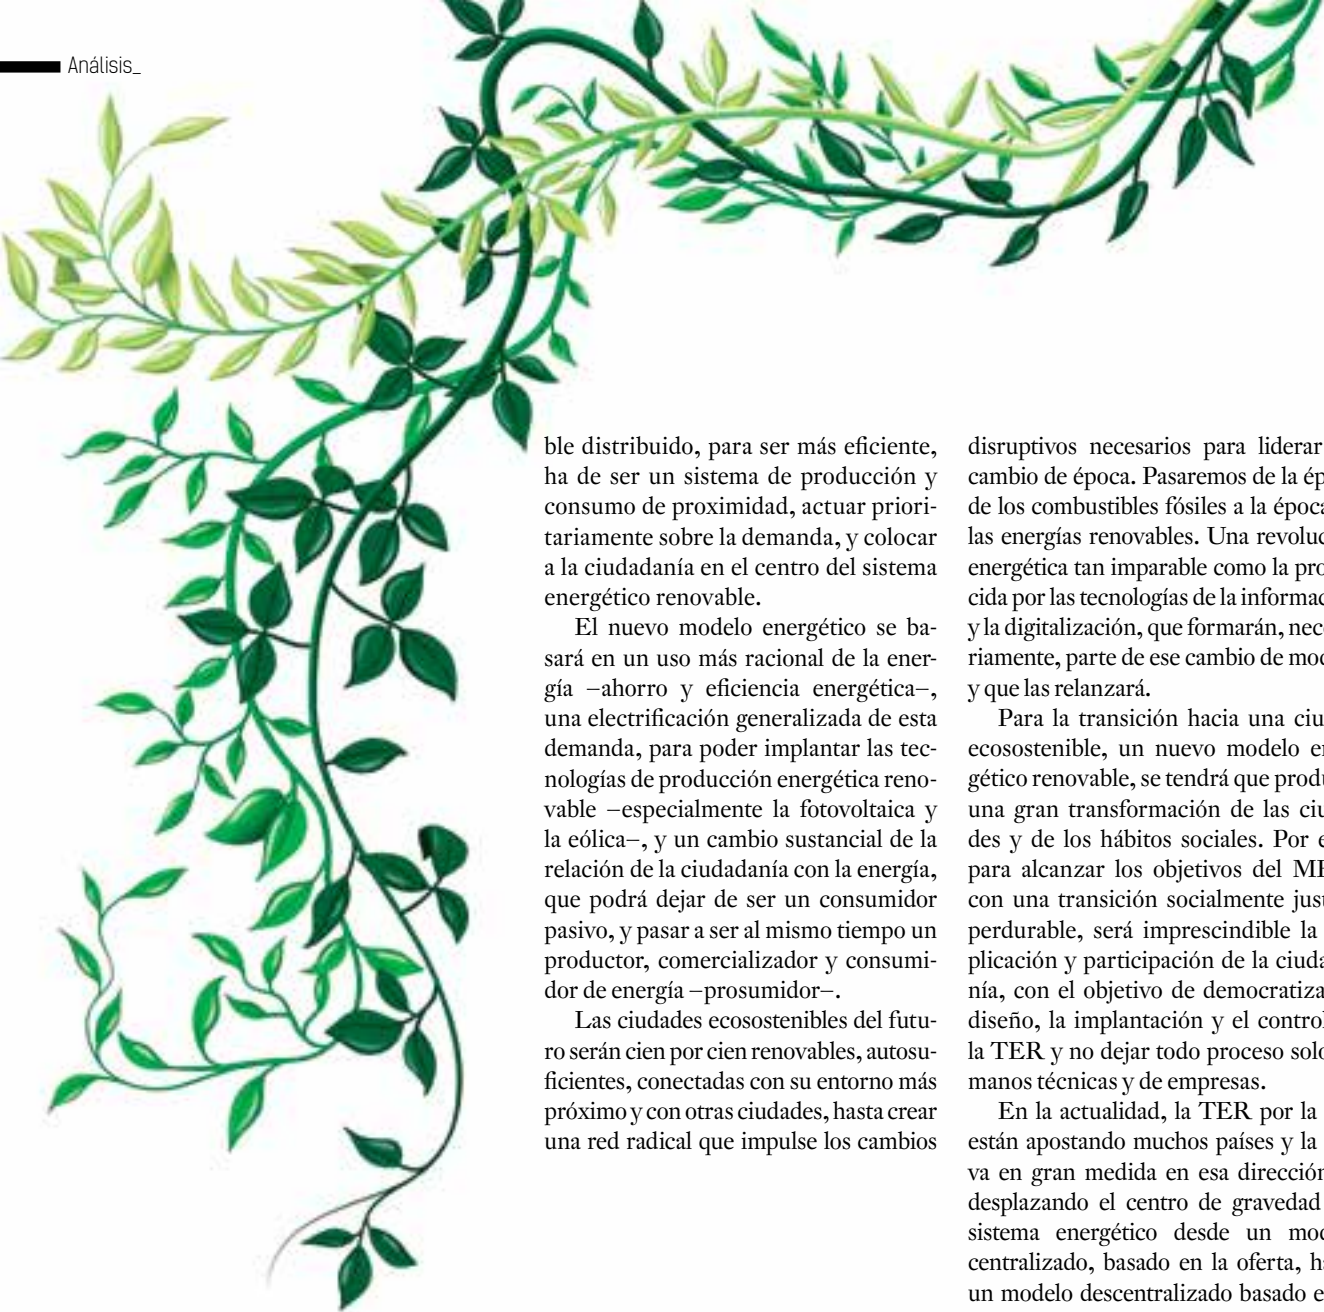 Análisis_
ble distribuido, para ser más eficiente,
ha de ser un sistema de producción y
consumo de proximidad, actuar priori-
tariamente sobre la demanda, y colocar
a la ciudadanía en el centro del sistema
energético renovable.
El nuevo modelo energético se ba-
sará en un uso más racional de la ener-
gía –ahorro y eficiencia energética–,
una electrificación generalizada de esta
demanda, para poder implantar las tec-
nologías de producción energética reno-
vable –especialmente la fotovoltaica y
la eólica–, y un cambio sustancial de la
relación de la ciudadanía con la energía,
que podrá dejar de ser un consumidor
pasivo, y pasar a ser al mismo tiempo un
productor, comercializador y consumi-
dor de energía –prosumidor–.
Las ciudades ecosostenibles del futu-
ro serán cien por cien renovables, autosu-
ficientes, conectadas con su entorno más
próximo y con otras ciudades, hasta crear
una red radical que impulse los cambios
disruptivos necesarios para liderar
cambio de época. Pasaremos de la ép
de los combustibles fósiles a la época
las energías renovables. Una revoluc
energética tan imparable como la pro
cida por las tecnologías de la informac
y la digitalización, que formarán, nece
riamente, parte de ese cambio de mod
y que las relanzará.
Para la transición hacia una ciu
ecosostenible, un nuevo modelo en
gético renovable, se tendrá que produ
una gran transformación de las ciu
des y de los hábitos sociales. Por e
para alcanzar los objetivos del
con una transición socialmente just
perdurable, será imprescindible la
plicación y participación de la ciuda
nía, con el objetivo de democratiza
diseño, la implantación y el control
la TER y no dejar todo proceso solo
manos técnicas y de empresas.
En la actualidad, la TER por la
están apostando muchos países y la
va en gran medida en esa dirección
desplazando el centro de gravedad
sistema energético desde un mod
centralizado, basado en la oferta, ha
un modelo descentralizado basado e